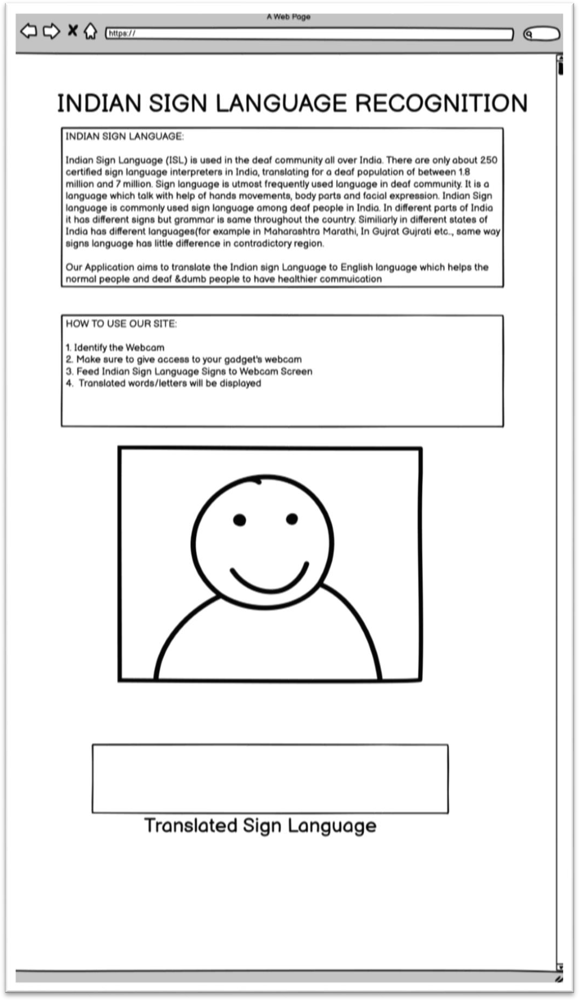 A Web Page
https://
INDIAN SIGN LANGUAGE RECOGNITION
INDIAN SIGN LANGUAGE:
Indian Sign Language (ISL) is used in the deaf community all over India. There are only about 250
certified sign language interpreters in India, translating for a deaf population of between 1.8
million and 7 million. Sign language is utmost frequently used language in deaf community. It is a
language which talk with help of hands movements, body parts and facial expression. Indian Sign
language is commonly used sign language among deaf people in India. In different parts of India
it has different signs but grammar is same throughout the country. Similiarly in different states of
India has different languages(for example in Maharashtra Marathi, In Gujrat Gujrati etc.., same way
signs language has little difference in contradictory region.
Our Application aims to translate the Indian sign Language to English language which helps the
normal people and deaf &dumb people to have healthier commuication
HOW TO USE OUR SITE:
1. Identify the Webcam
2. Make sure to give access to your gadget's webcam
3. Feed Indian Sign Language Signs to Webcam Screen
4. Translated words/letters will be displayed
Translated Sign Language